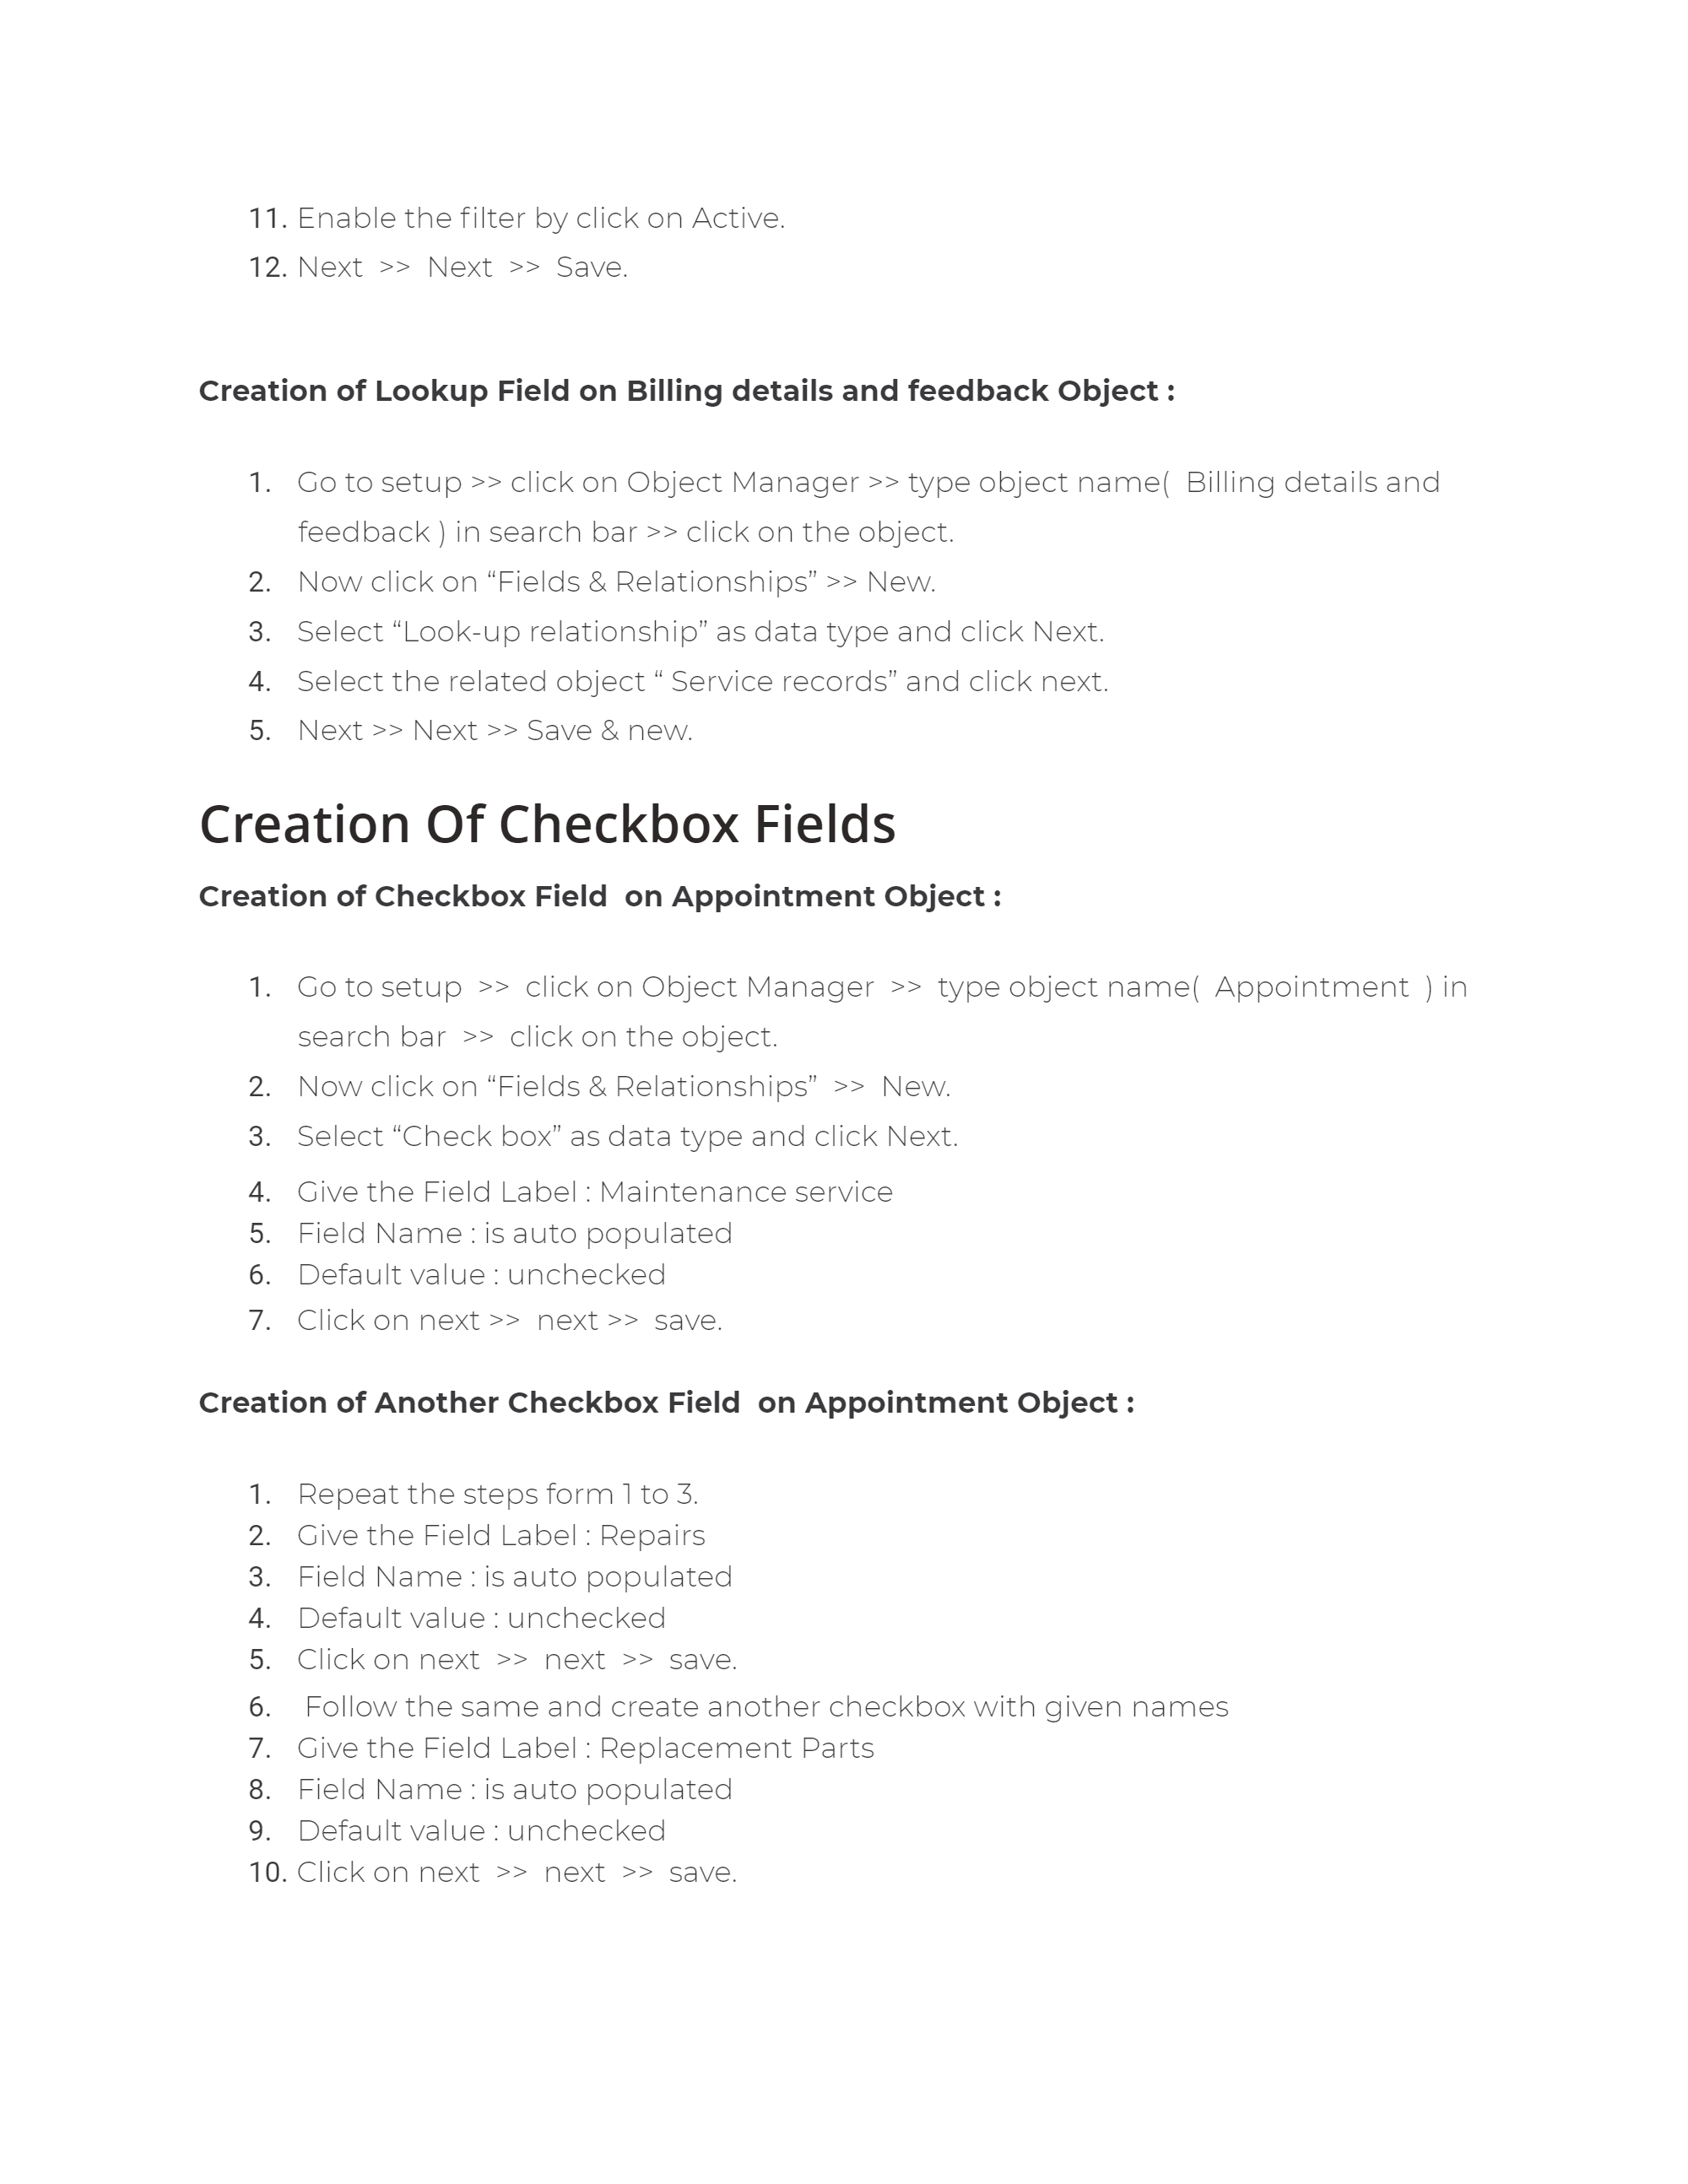 11. Enable the filter by click on Active.
12. Next >> Next >> Save.
Creation of Lookup Field on Billing details and feedback Object :
1. Go to setup >> click on Object Manager >> type object name( Billing details and
feedback ) in search bar >> click on the object.
2. Now click on “Fields & Relationships” >> New.
3. Select “Look-up relationship” as data type and click Next.
4. Select the related object “ Service records” and click next.
5. Next >> Next >> Save & new.
Creation Of Checkbox Fields
Creation of Checkbox Field on Appointment Object :
1. Go to setup >> click on Object Manager >> type object name( Appointment ) in
search bar >> click on the object.
2. Now click on “Fields & Relationships” >> New.
3. Select “Check box” as data type and click Next.
4. Give the Field Label : Maintenance service
5. Field Name : is auto populated
6. Default value : unchecked
7. Click on next >> next >> save.
Creation of Another Checkbox Field on Appointment Object :
1. Repeat the steps form 1 to 3.
2. Give the Field Label : Repairs
3. Field Name : is auto populated
4. Default value : unchecked
5. Click on next >> next >> save.
6. Follow the same and create another checkbox with given names
7. Give the Field Label : Replacement Parts
8. Field Name : is auto populated
9. Default value : unchecked
10. Click on next >> next >> save.